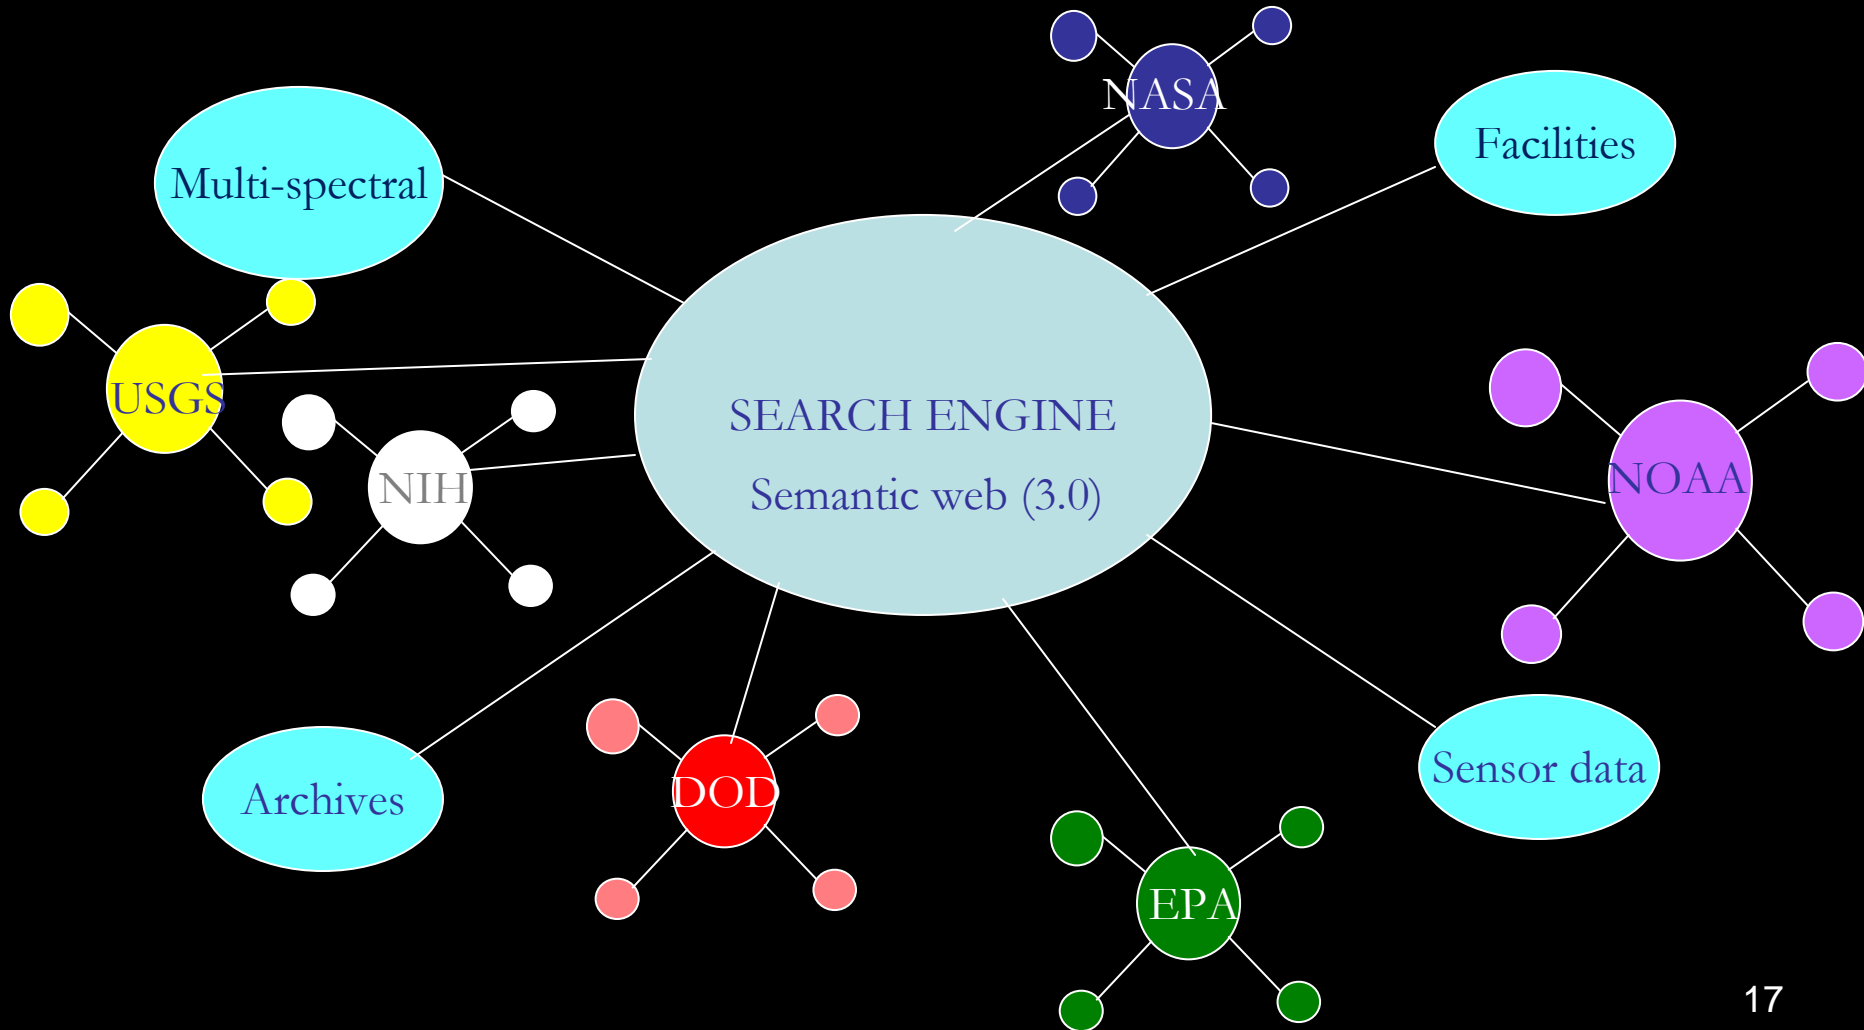 NASA
Facilities
Multi-spectral
USGS
NIH
SEARCH ENGINE
Semantic web (3.0)
NOAA
Archives
DOD
Sensor data
EPA
17